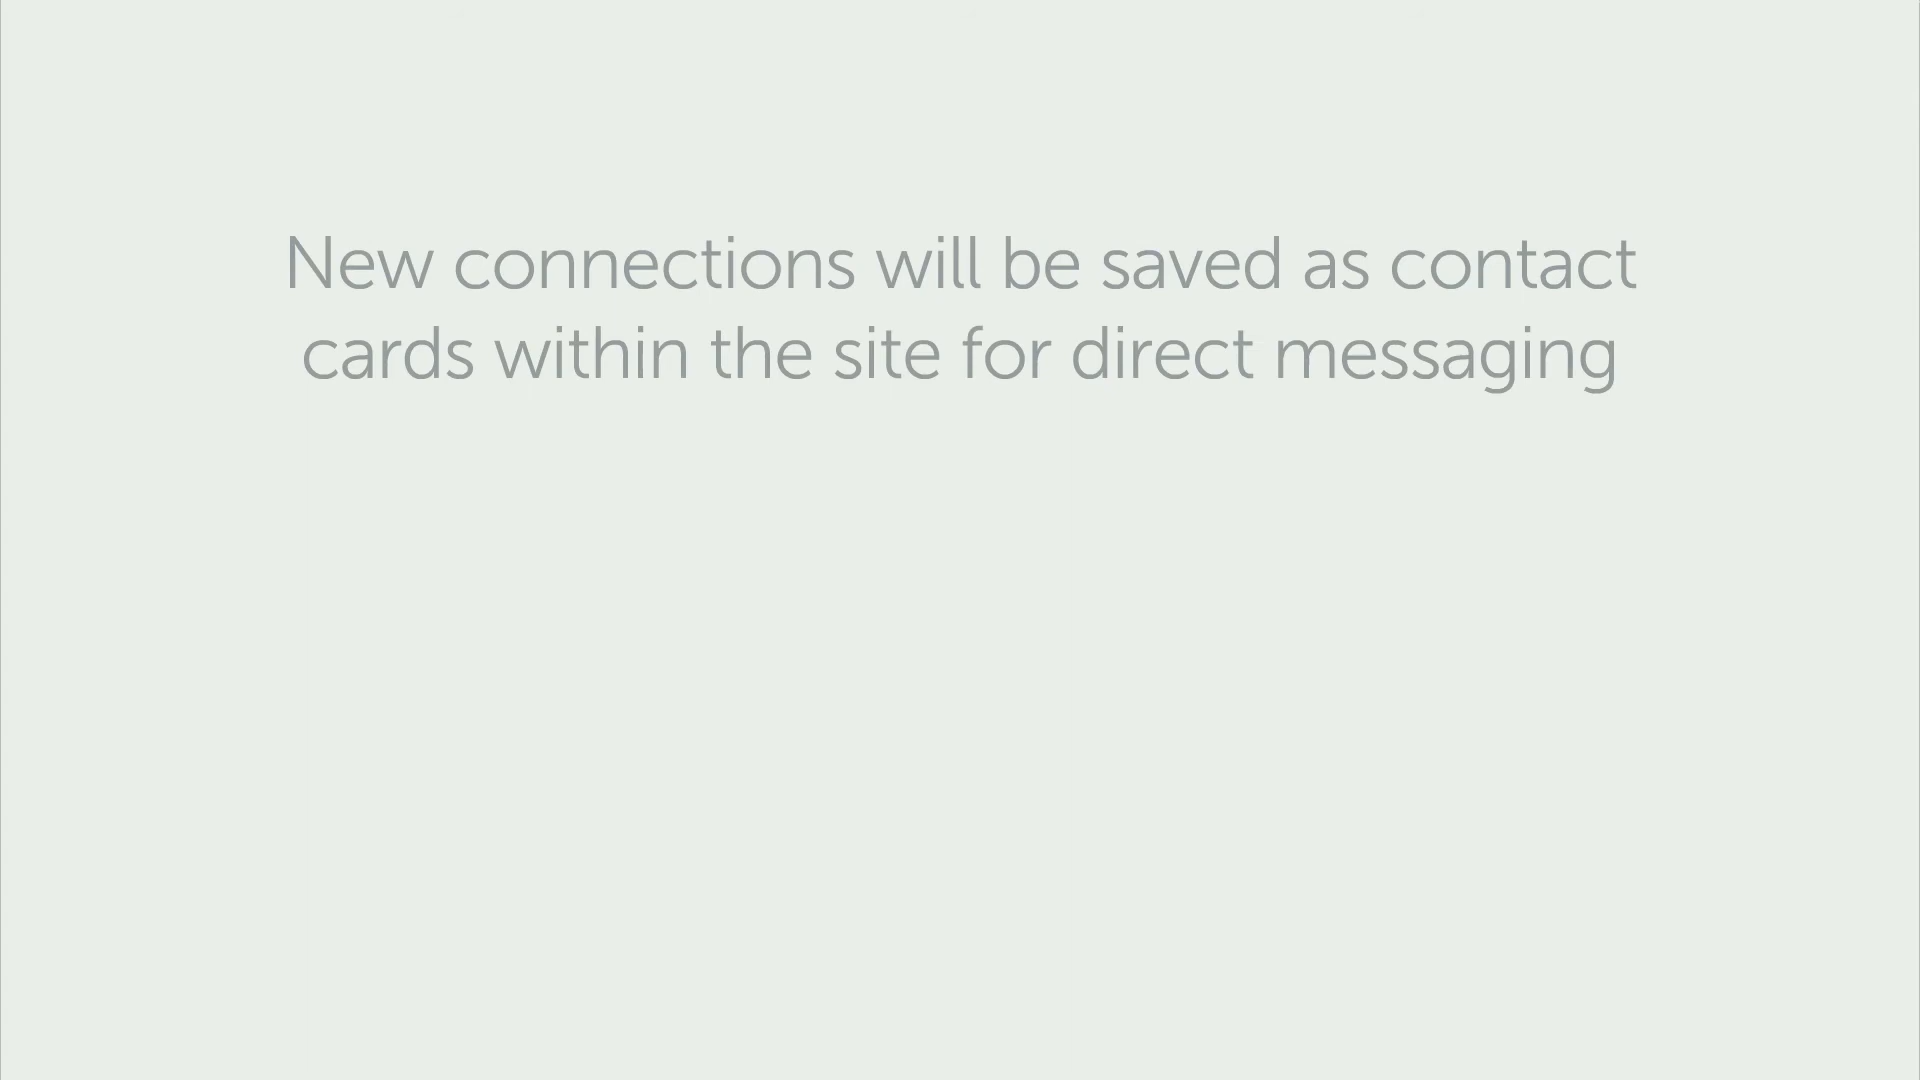 New connections will be saved as contact
cards within the site for direct messaging